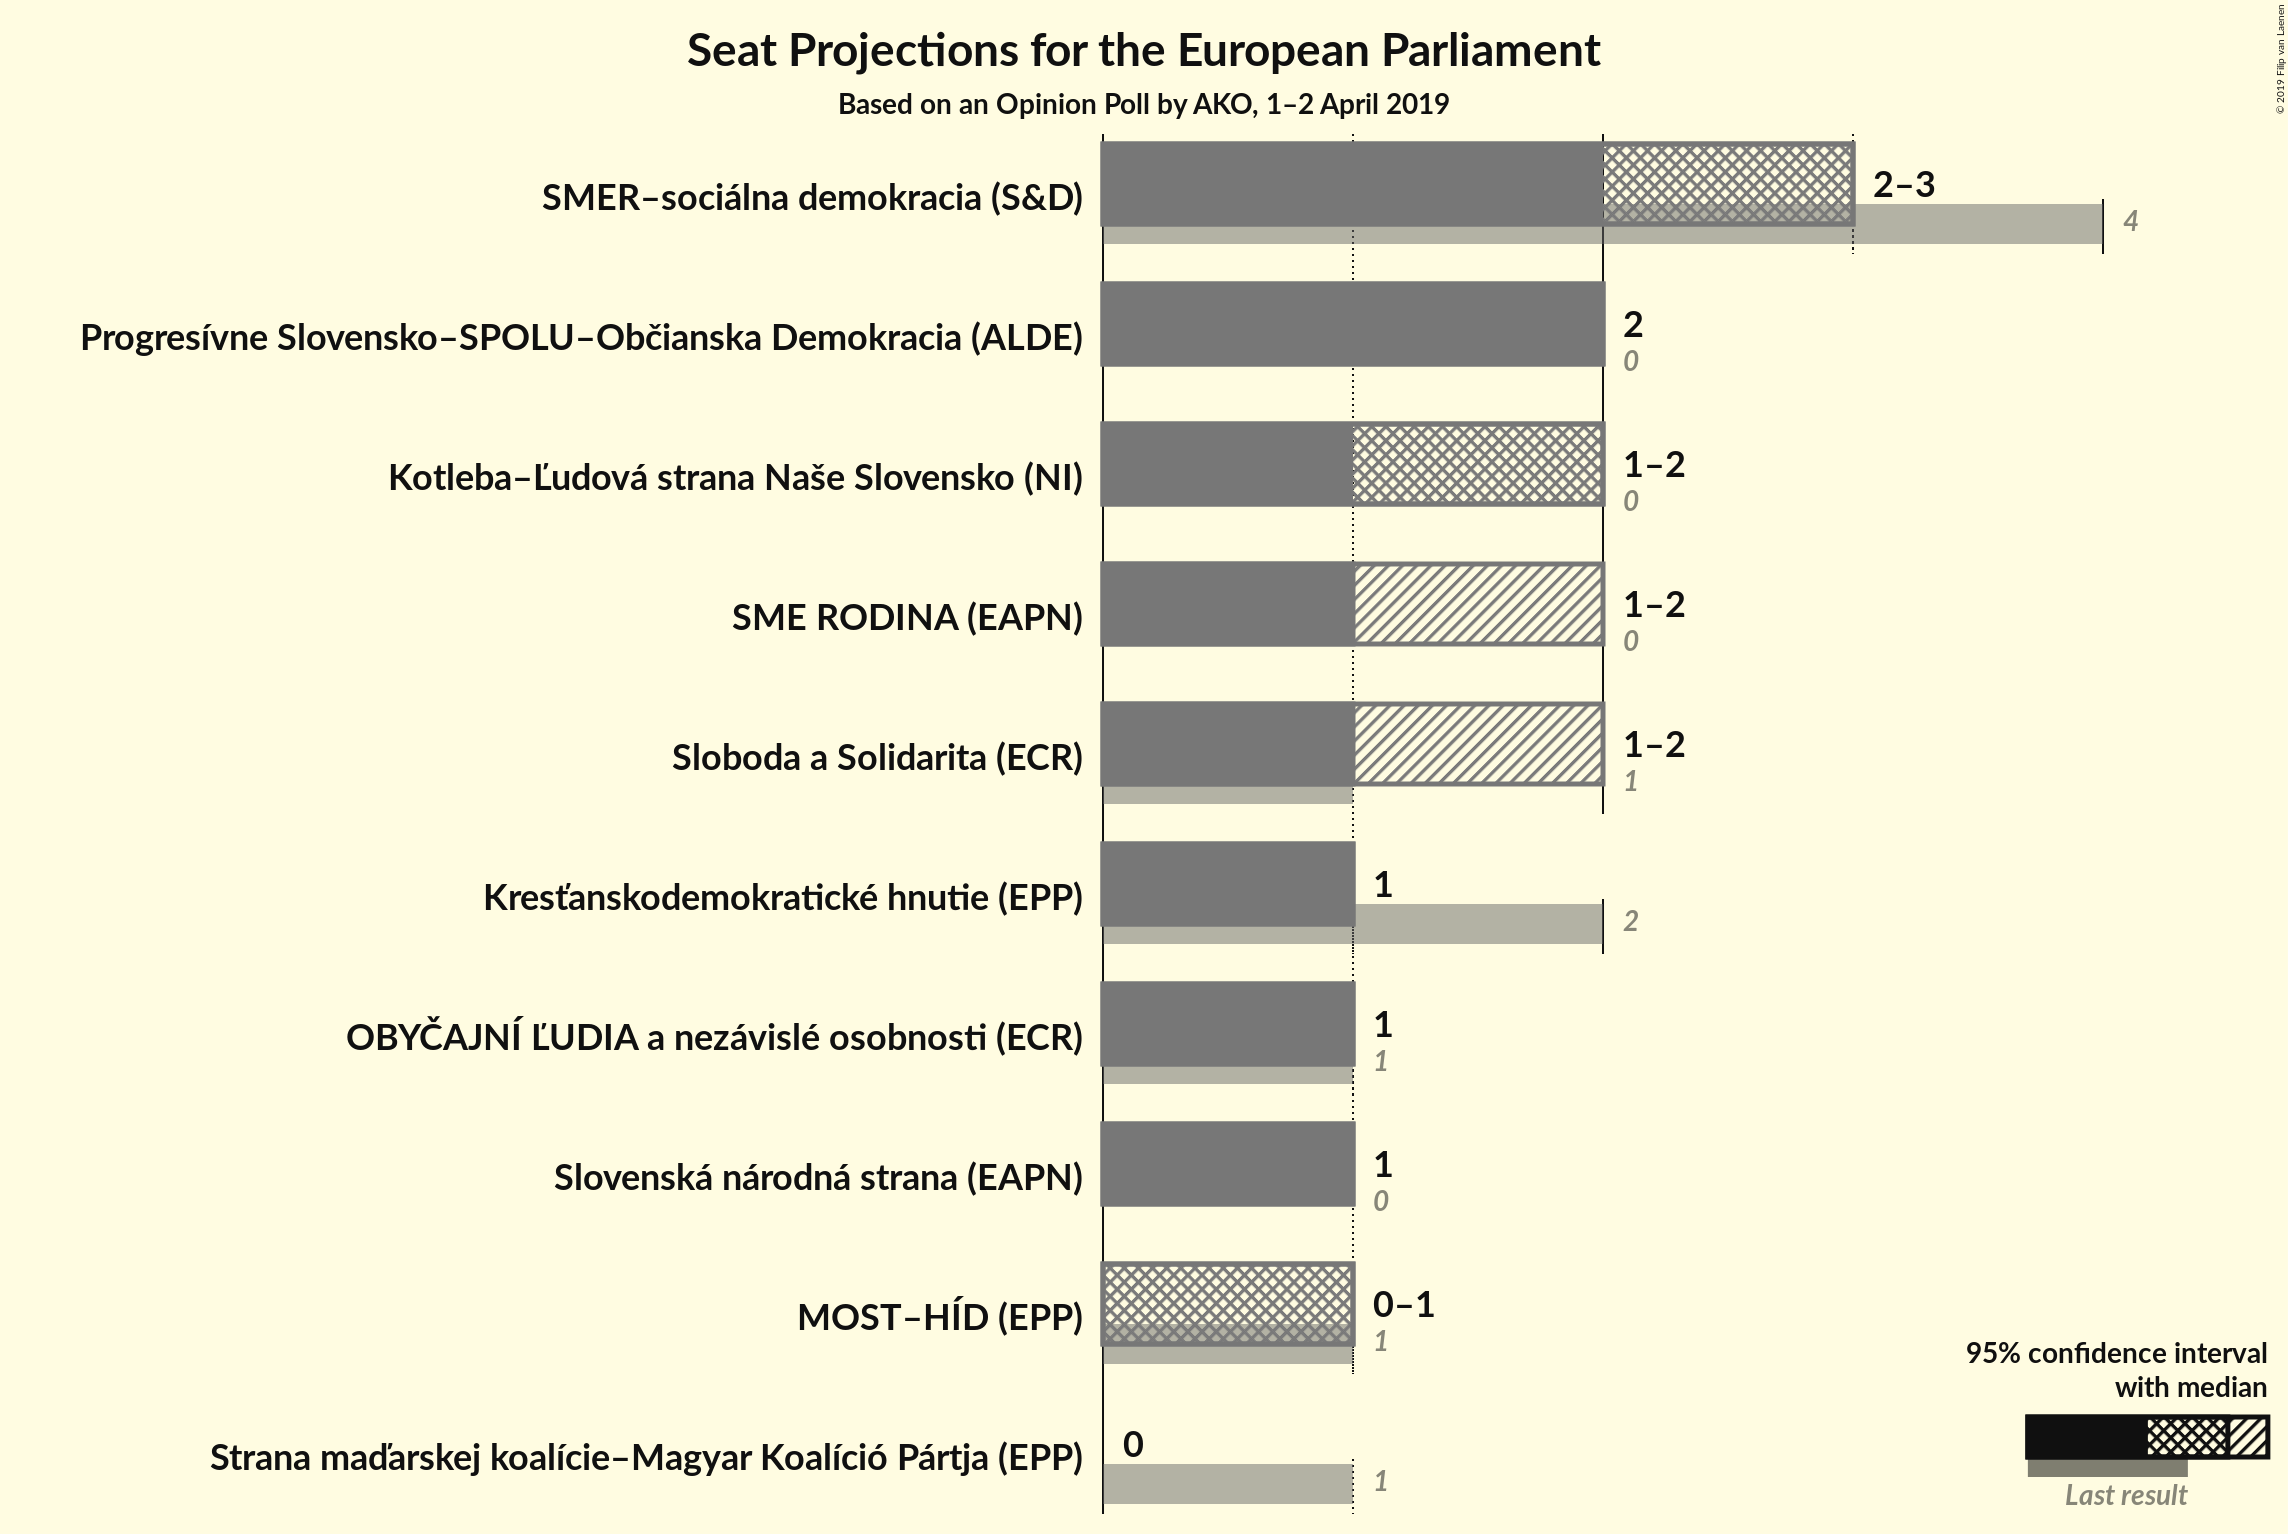 © 2019 Filip van Laenen
Seat Projections for the European Parliament
Based on an Opinion Poll by AKO, 1–2 April 2019
SMER–sociálna demokracia (S&D)
2–3
4
Progresívne Slovensko–SPOLU–Občianska Demokracia (ALDE)
2
0
Kotleba–Ľudová strana Naše Slovensko (NI)
1–2
0
SME RODINA (EAPN)
1–2
0
Sloboda a Solidarita (ECR)
1–2
1
Kresťanskodemokratické hnutie (EPP)
1
2
OBYČAJNÍ ĽUDIA a nezávislé osobnosti (ECR)
1
1
Slovenská národná strana (EAPN)
1
0
MOST–HÍD (EPP)
0–1
1
Strana maďarskej koalície–Magyar Koalíció Pártja (EPP)
0
1
95% confidence interval
with median
Last result